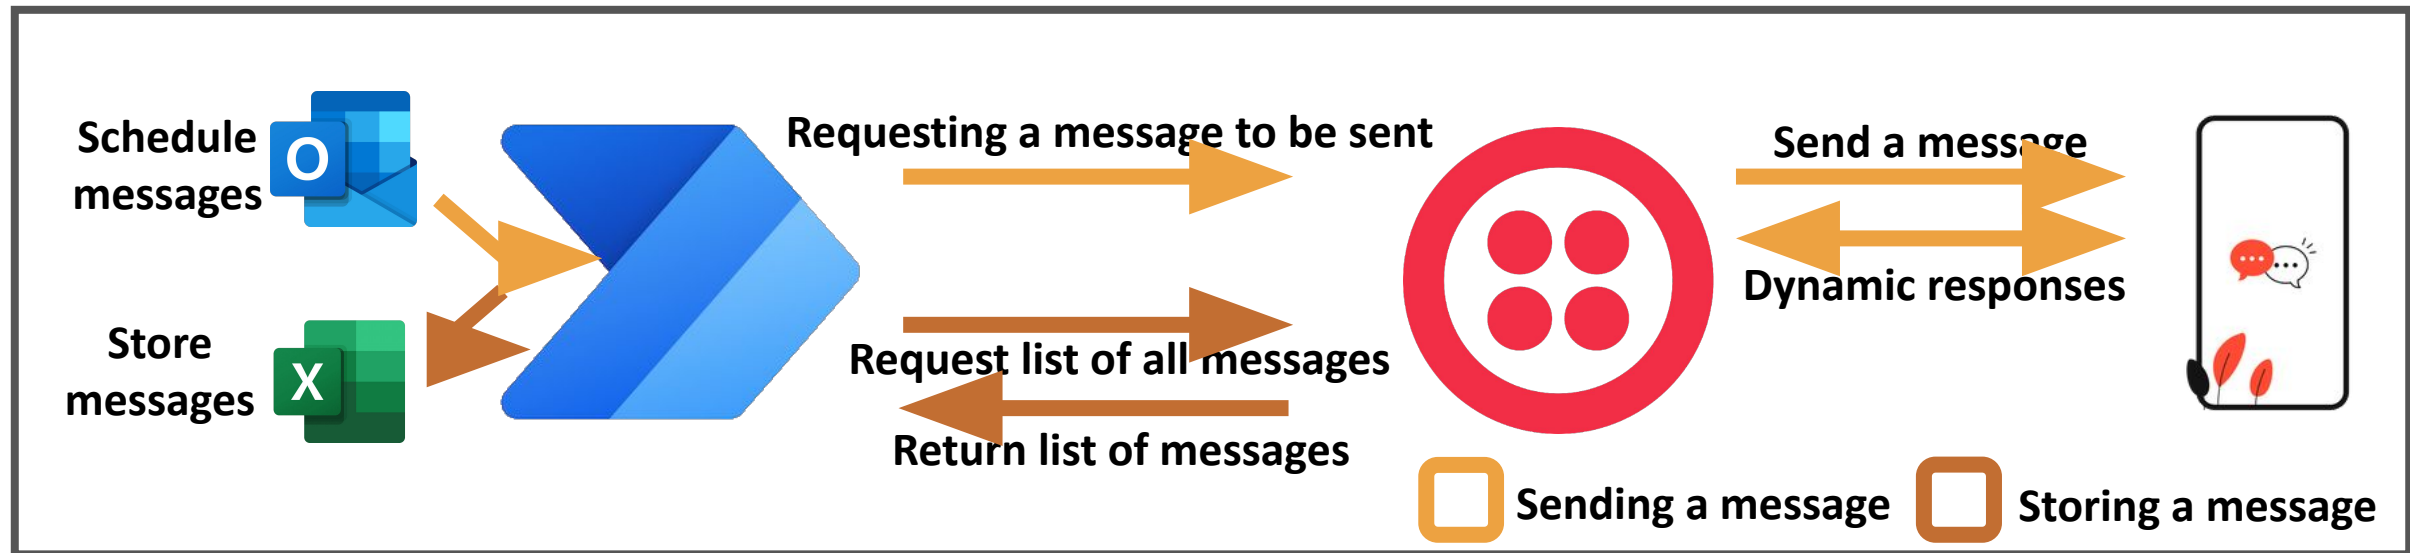 Schedule
messages
O
Store
messages
X
Requesting a message to be sent
Request list of all messages
Return list of messages
Send a message
Dynamic responses
Sending a message
Storing a message